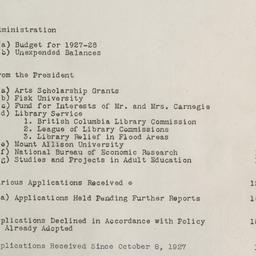 ministration
a) Budget for 1927-28
b) Unexpended Balances
om the President
a) Arts Scholarship Grants
b) Fisk University
c) Fund for Interests of Mr. and Mrs. Carnegie
d) Library Service
1. British Columbia Library Commission
2. League of Library Commissions
3. Library Relief in Flood Areas
e) Mount Allison University
f) National Bureau of Economic Research
g) Studies and Projects in Adult Education
rious Applications Received
a) Applications Held Pending Further Reports
plications Declined in Accordance with Policy
Already Adopted
plications Received Since October 8, 1927